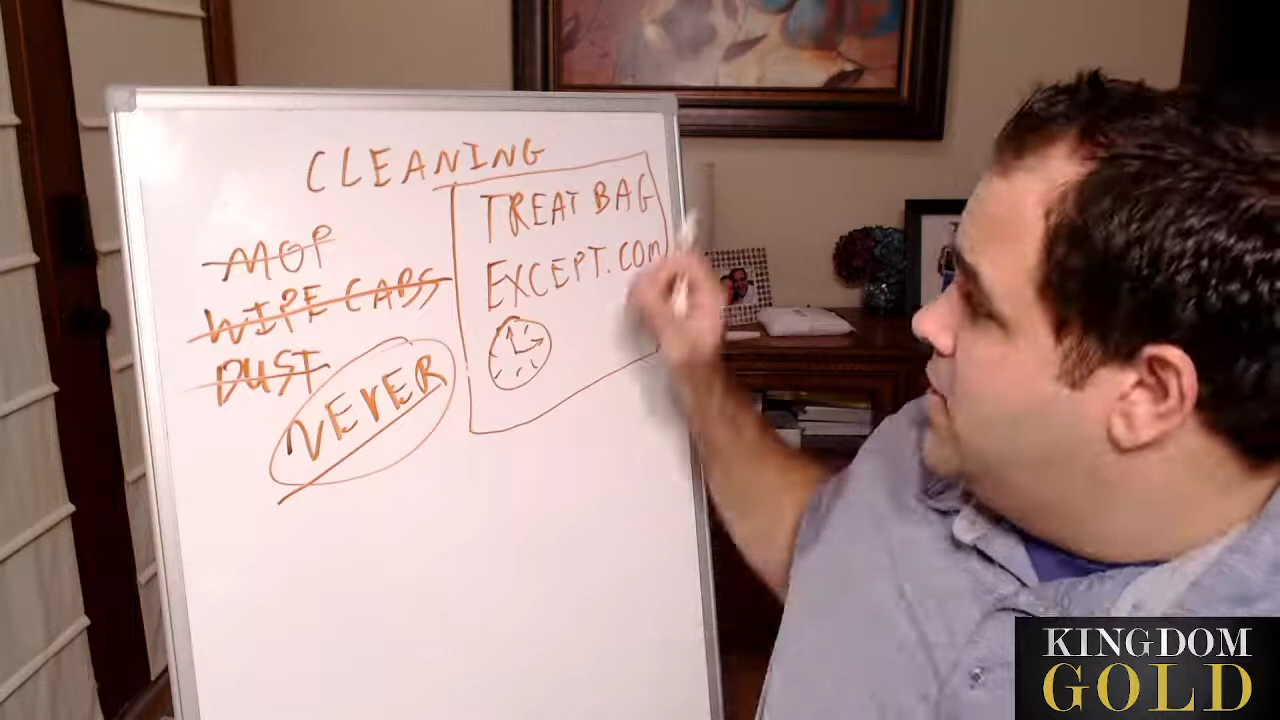 CLEANING
MOP
WIPE CABS
DUST
NEVER
TREAT BAG
EXCEPT. COM
KINGDOM
GOLD